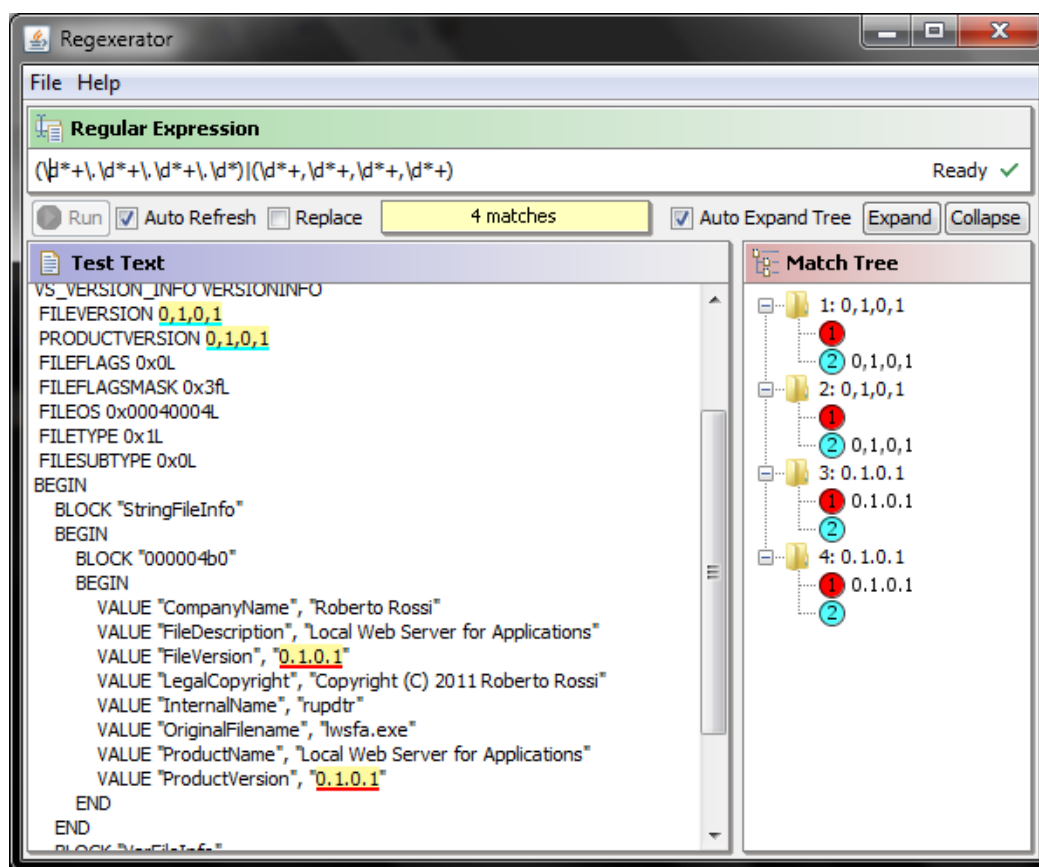 Regexerator
File Help
Regular Expression
(\d*+\.\d*+\.\d*+\.\d*)|(\d*+,\d*+,\d*+,\d*+) Ready
Run Auto Refresh Replace 4 matches Auto Expand Tree Expand Collapse
Test Text
VS_VERSION_INFO VERSIONINFO
FILEVERSION 0,1,0,1
PRODUCTVERSION 0,1,0,1
FILEFLAGS 0x0L
FILEFLAGSMASK 0x3fL
FILEOS 0x00040004L
FILETYPE 0x1L
FILESUBTYPE 0x0L
BEGIN
BLOCK "StringFileInfo"
BEGIN
BLOCK "000004b0"
BEGIN
VALUE "CompanyName", "Roberto Rossi"
VALUE "FileDescription", "Local Web Server for Applications"
VALUE "FileVersion", "0.1.0.1"
VALUE "LegalCopyright", "Copyright (C) 2011 Roberto Rossi"
VALUE "InternalName", "rupdtr"
VALUE "OriginalFilename", "lwsfa.exe"
VALUE "ProductName", "Local Web Server for Applications"
VALUE "ProductVersion", "0.1.0.1"
END
END
BLOCK "VarFileInfo"
Match Tree
1: 0,1,0,1
1
2 0,1,0,1
2: 0,1,0,1
1
2 0,1,0,1
3: 0.1.0.1
1 0.1.0.1
2
4: 0.1.0.1
1 0.1.0.1
2